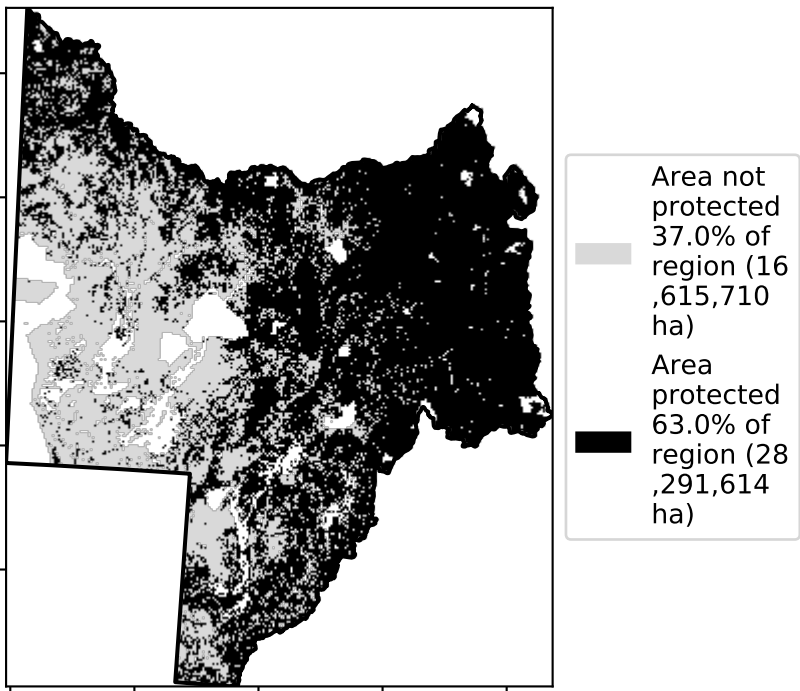 Area not
protected
37.0% of
region (16
,615,710
ha)
Area
protected
63.0% of
region (28
,291,614
ha)